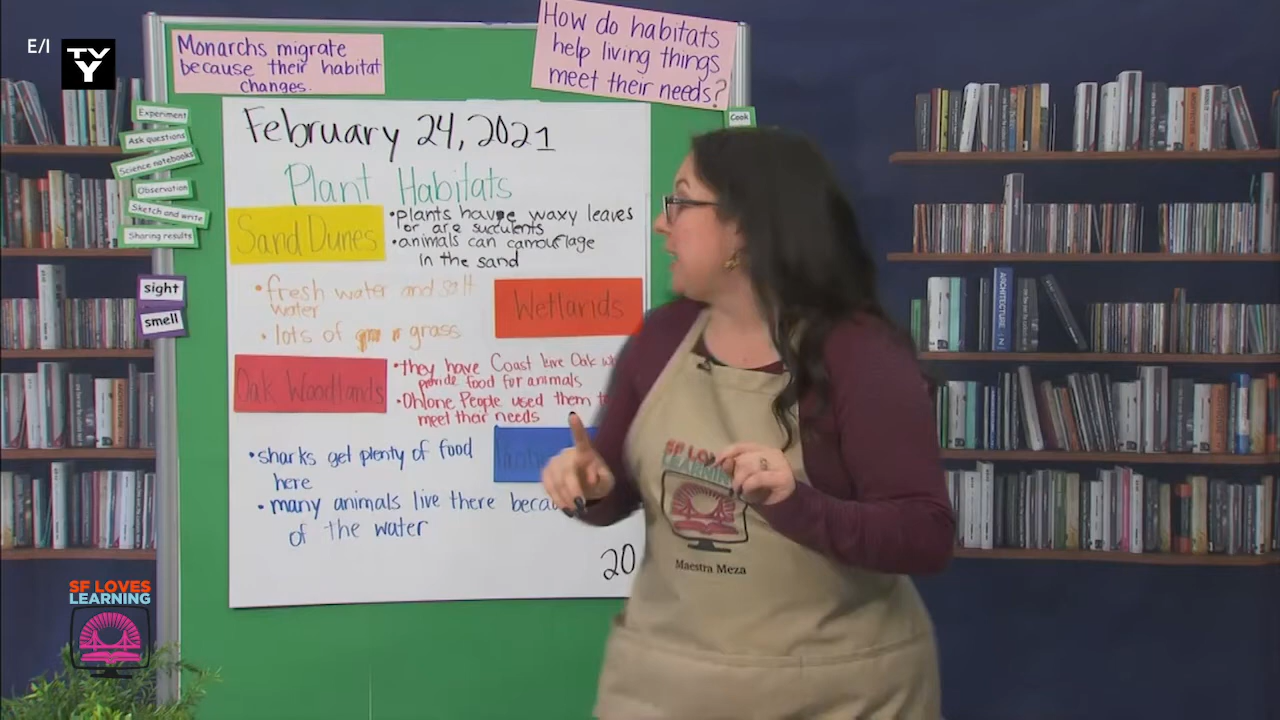 E/I
TV
Y
Monarchs migrate
because their habitat
changes.
How do habitats
help living things
meet their needs?
Experiment
Ask questions
Science notebooks
Observation
Sketch and write
Sharing results
sight
smell
Cook
February 24, 2021
Plant Habitats
Sand Dunes
•plants have waxy leaves
or are succulents
•animals can camouflage
in the sand
•fresh water and salt
water
•lots of grass
Wetlands
Oak Woodlands
•they have Coast Live Oak
provide food for animals
•Ohlone People used them
meet their needs
•sharks get plenty of food
here
•many animals live there
of the water
20
SF LOVES
LEARNING
Maestra Meza
SF LOVES
LEARNING
ARCHITECTURE